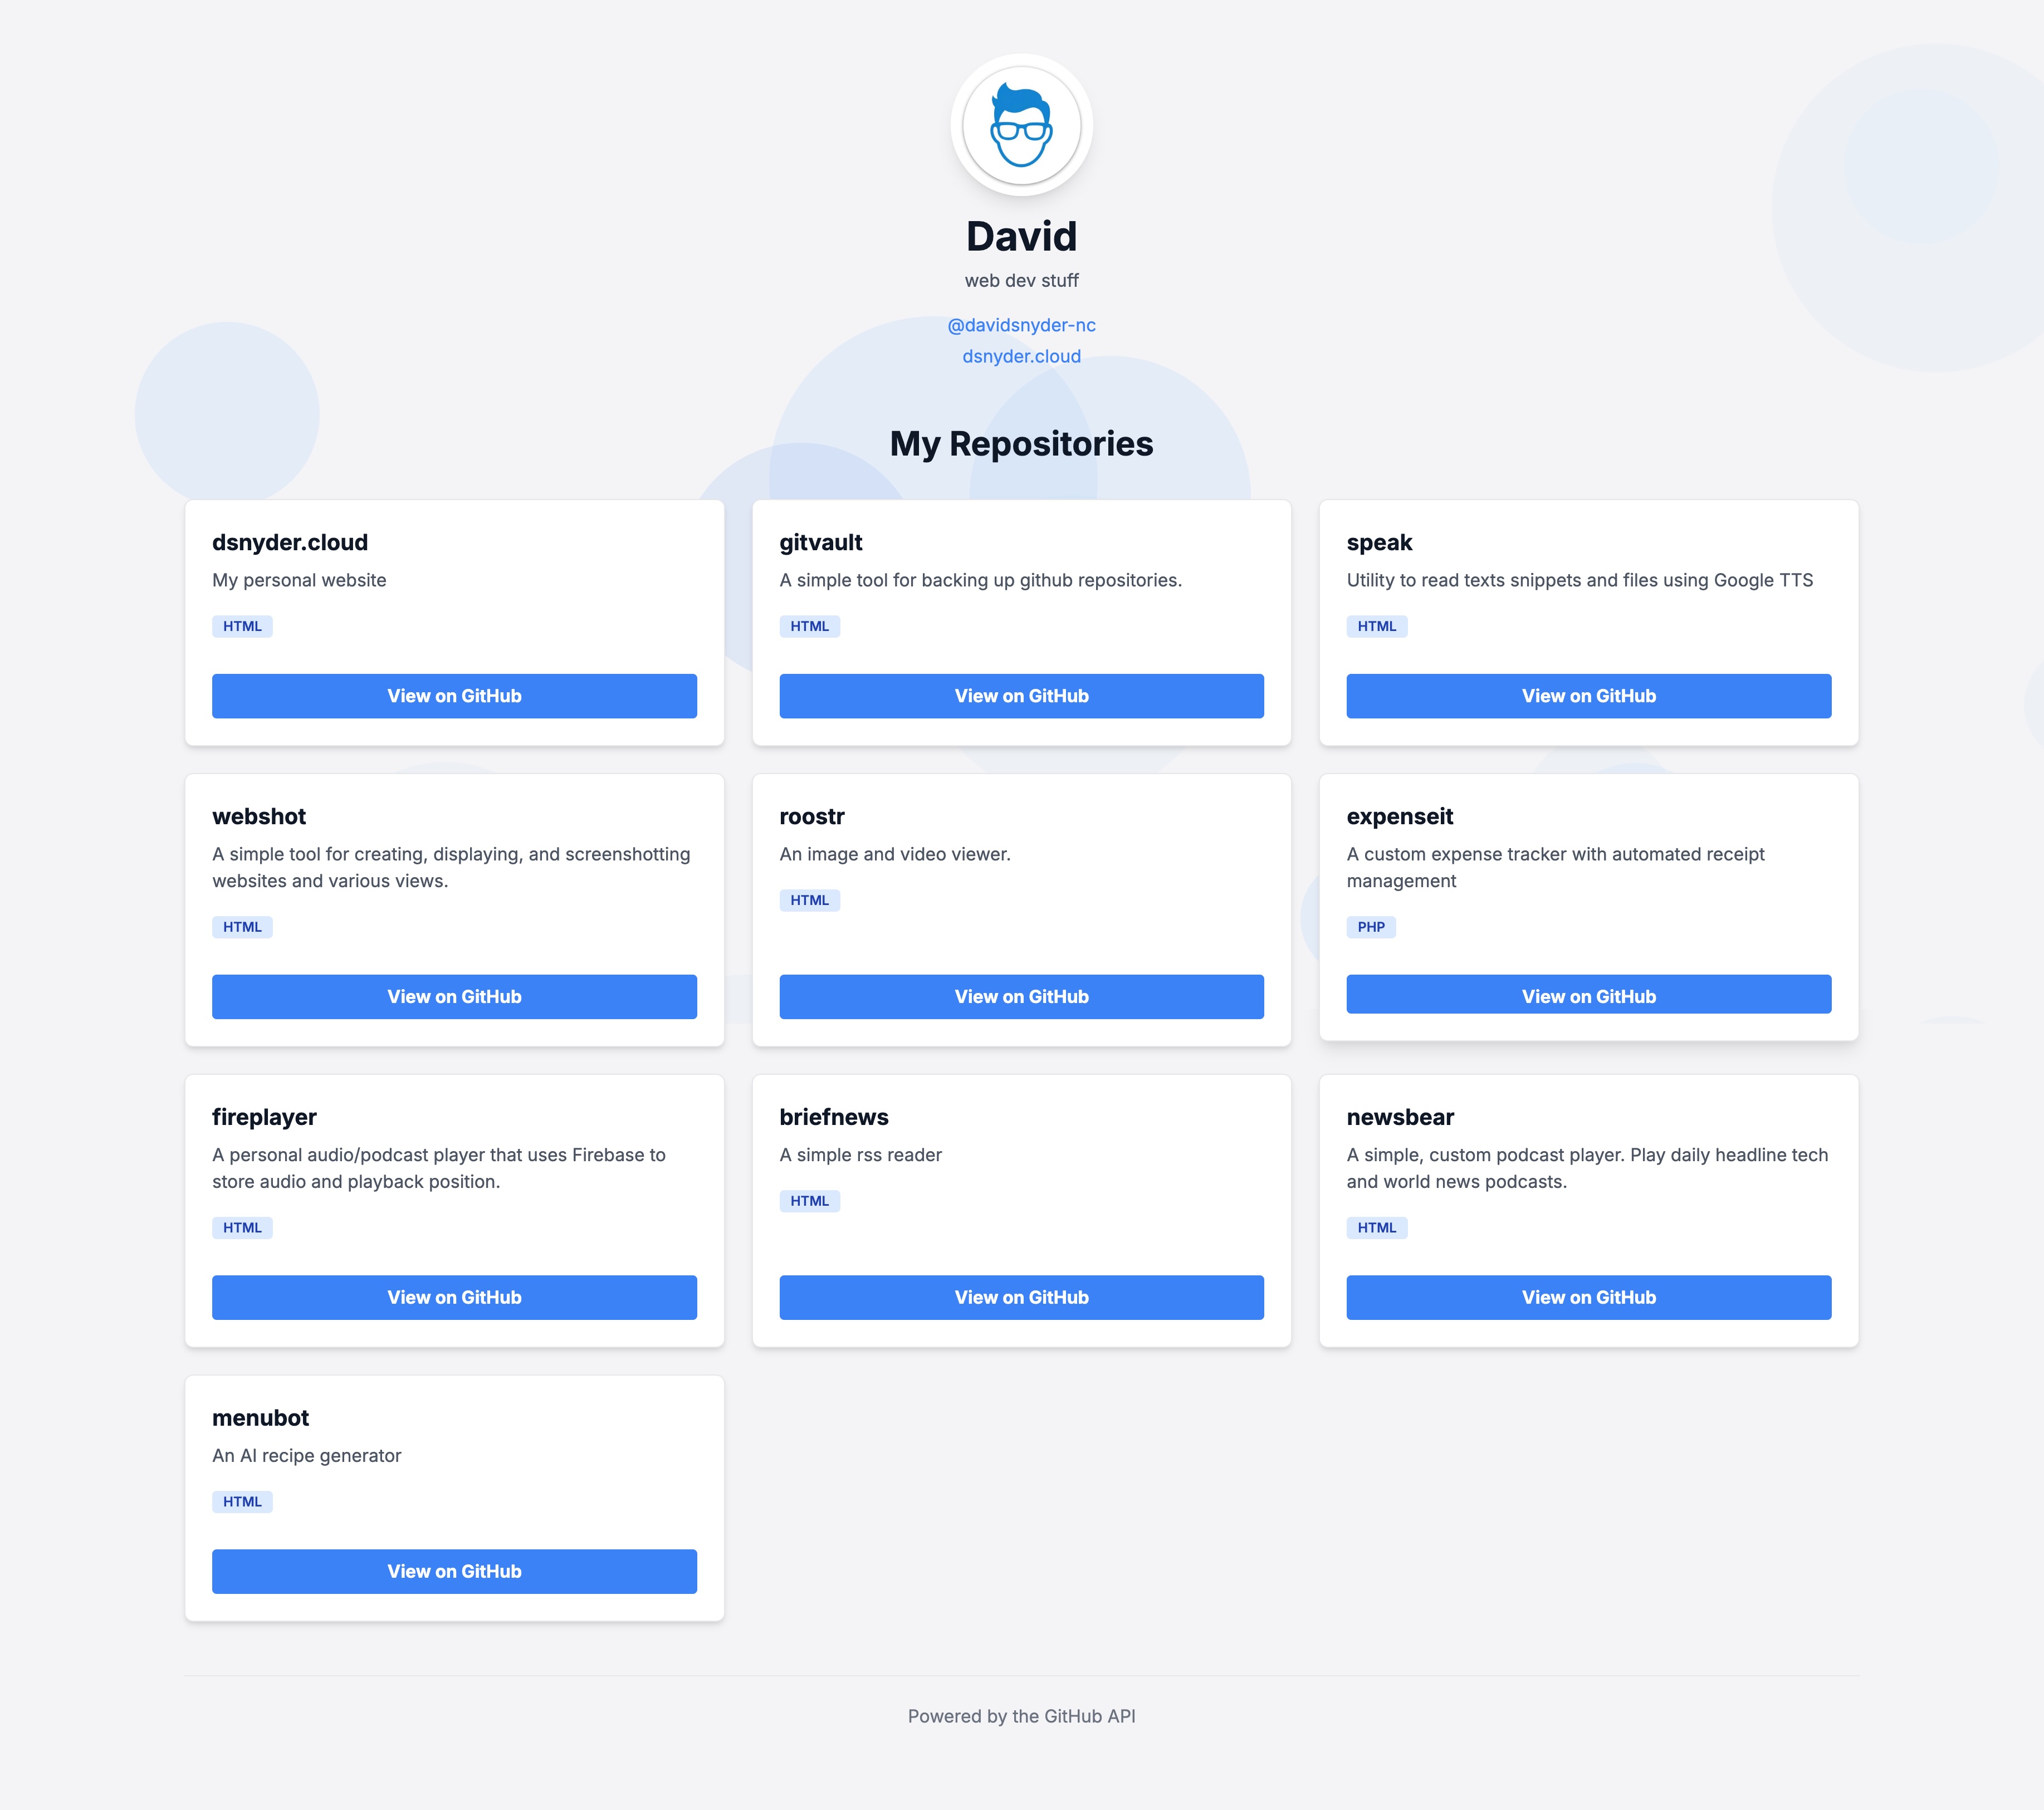 David
web dev stuff
@davidsnyder-nc
dsnyder.cloud
My Repositories
dsnyder.cloud
My personal website
HTML
View on GitHub
gitvault
A simple tool for backing up github repositories.
HTML
View on GitHub
speak
Utility to read texts snippets and files using Google TTS
HTML
View on GitHub
webshot
A simple tool for creating, displaying, and screenshotting
websites and various views.
HTML
View on GitHub
roostr
An image and video viewer.
HTML
View on GitHub
expenseit
A custom expense tracker with automated receipt
management
PHP
View on GitHub
fireplayer
A personal audio/podcast player that uses Firebase to
store audio and playback position.
HTML
View on GitHub
briefnews
A simple rss reader
HTML
View on GitHub
newsbear
A simple, custom podcast player. Play daily headline tech
and world news podcasts.
HTML
View on GitHub
menubot
An AI recipe generator
HTML
View on GitHub
Powered by the GitHub API